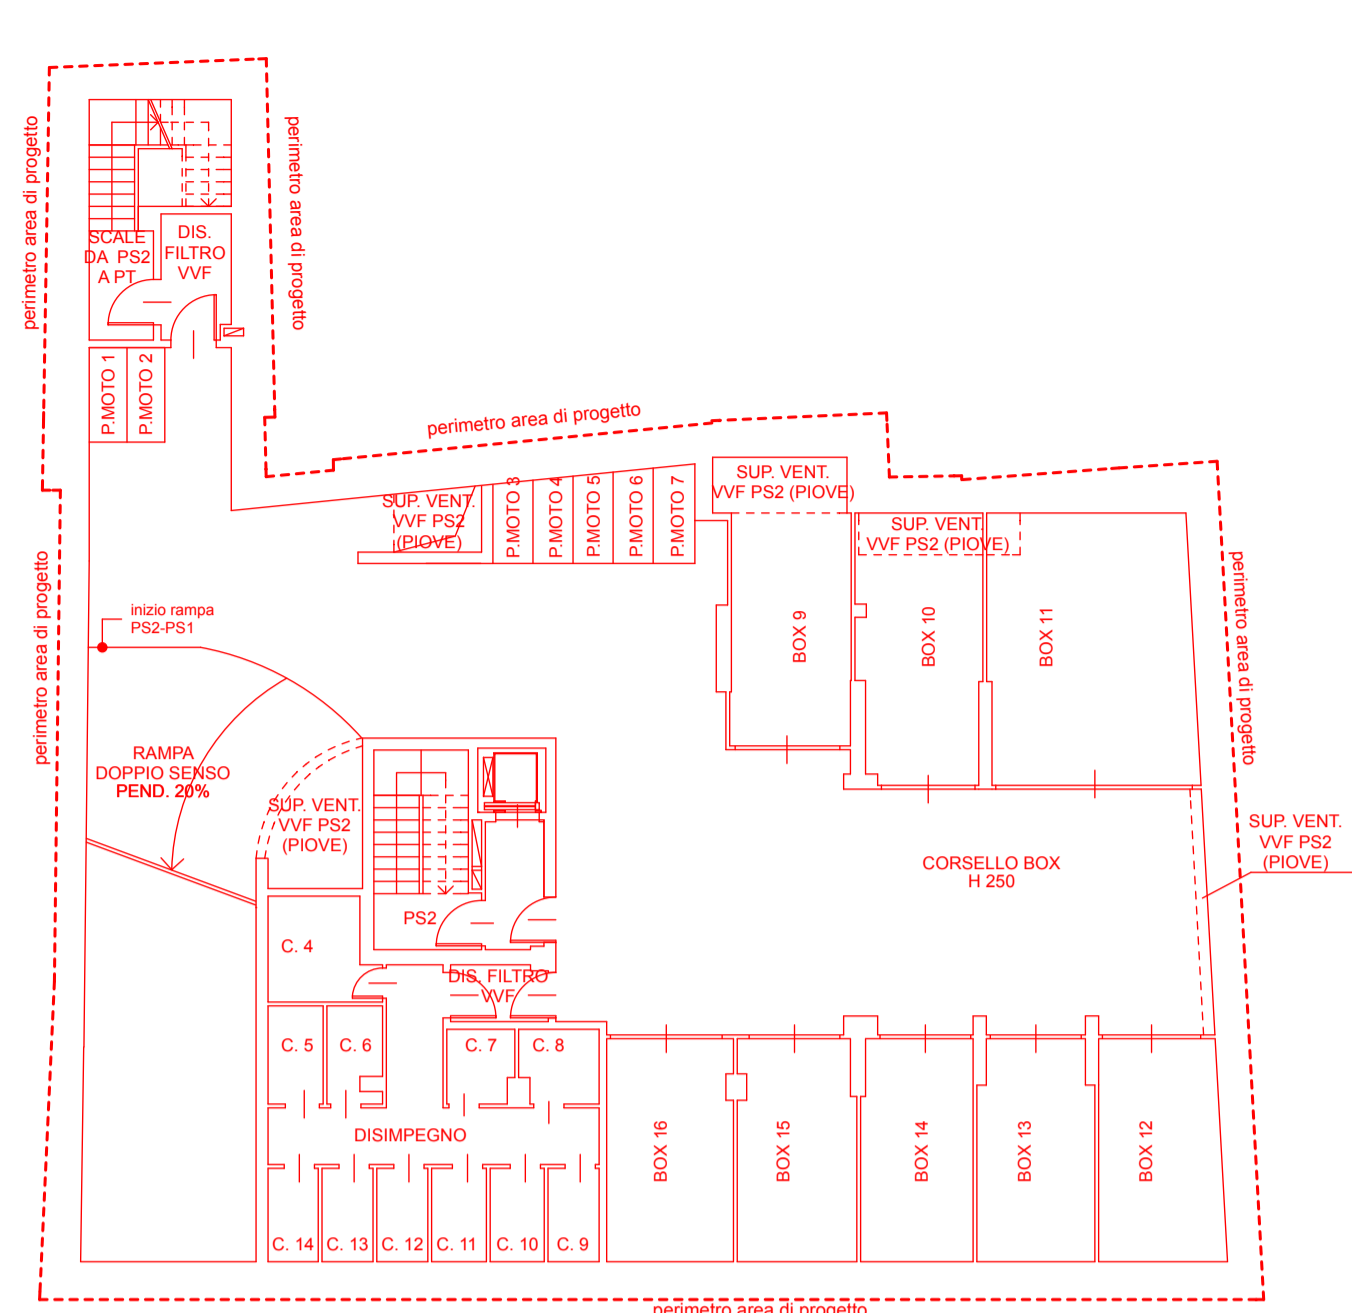 perimetro area di progetto
perimetro area di progetto
SCALE
DA PS2
A PT
DIS.
FILTRO
VVF
P.MOTO 1
P.MOTO 2
perimetro area di progetto
SUP. VENT.
VVF PS2
(PIOVE)
P.MOTO 3
P.MOTO 4
P.MOTO 5
P.MOTO 6
P.MOTO 7
SUP. VENT.
VVF PS2 (PIOVE)
SUP. VENT.
VVF PS2 (PIOVE)
BOX 9
BOX 10
BOX 11
perimetro area di progetto
perimetro area di progetto
inizio rampa
PS2-PS1
RAMPA
DOPPIO SENSO
PEND. 20%
SUP. VENT.
VVF PS2
(PIOVE)
CORSELLO BOX
H 250
SUP. VENT.
VVF PS2
(PIOVE)
PS2
C. 4
DIS. FILTRO
VVF
C. 5
C. 6
C. 7
C. 8
DISIMPEGNO
BOX 16
BOX 15
BOX 14
BOX 13
BOX 12
C. 14
C. 13
C. 12
C. 11
C. 10
C. 9
perimetro area di progetto